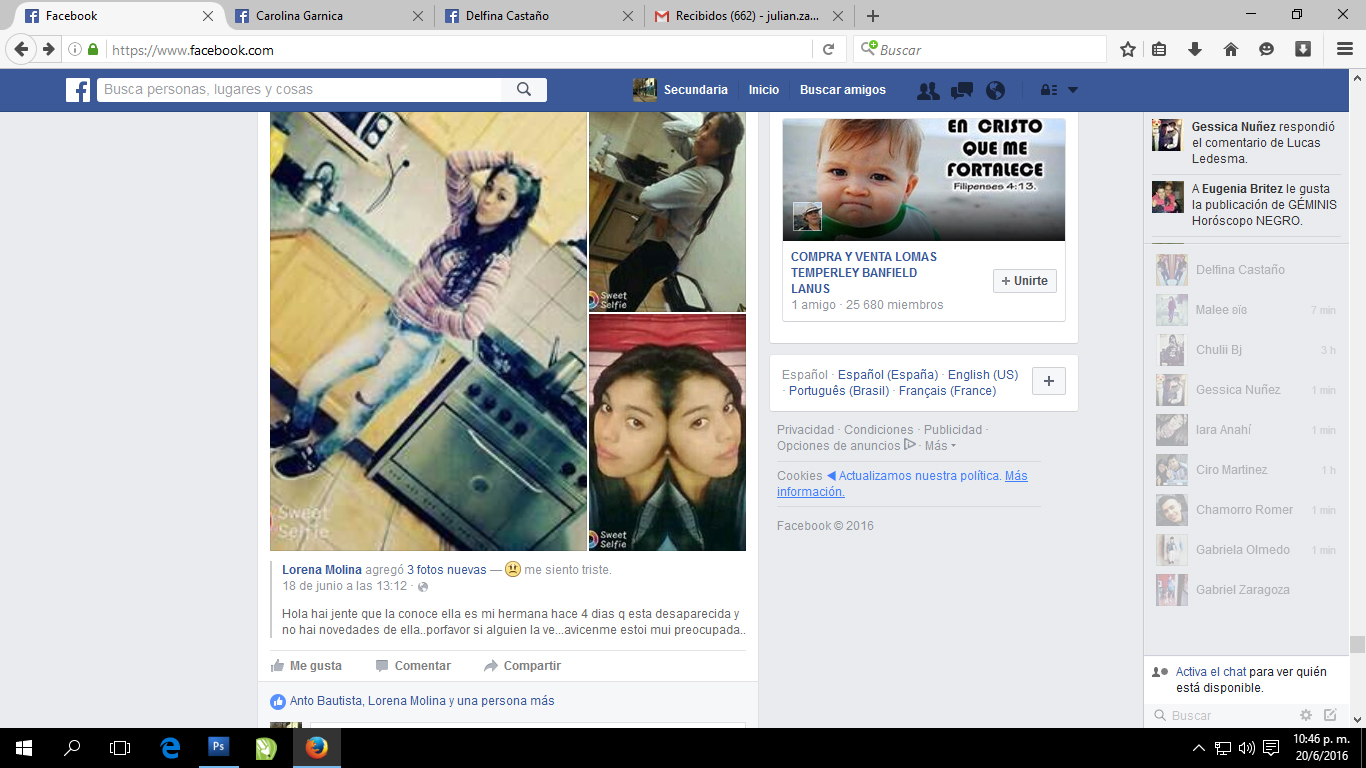 Facebook
Carolina Garnica
Delfina Castaño
Recibidos (662) - julian.za...
https://www.facebook.com
Buscar
Busca personas, lugares y cosas
Secundaria
Inicio
Buscar amigos
Sweet
Selfie
Sweet
Selfie
Sweet
Selfie
Lorena Molina agregó 3 fotos nuevas — me siento triste.
18 de junio a las 13:12 ·
Hola hai jente que la conoce ella es mi hermana hace 4 dias q esta desaparecida y
no hai novedades de ella..porfavor si alguien la ve...avicenme estoi mui preocupada..
Me gusta
Comentar
Compartir
Anto Bautista, Lorena Molina y una persona más
EN CRISTO
QUE ME
FORTALECE
Filipenses 4:13.
COMPRA Y VENTA LOMAS
TEMPERLEY BANFIELD
LANUS
1 amigo · 25 680 miembros
+ Unirte
Español · Español (España) · English (US)
· Português (Brasil) · Français (France)
+
Privacidad · Condiciones · Publicidad ·
Opciones de anuncios · Más
Cookies Actualizamos nuestra política. Más
información.
Facebook © 2016
Gessica Nuñez respondió
el comentario de Lucas
Ledesma.
A Eugenia Britez le gusta
la publicación de GÉMINIS
Horóscopo NEGRO.
Delfina Castaño
Malee ʚïɞ 7 min
Chulii Bj 3 h
Gessica Nuñez 1 min
Iara Anahí 1 min
Ciro Martinez 1 h
Chamorro Romer 1 min
Gabriela Olmedo 1 min
Gabriel Zaragoza
Activa el chat para ver quién
está disponible.
Buscar
Ps
10:46 p. m.
20/6/2016